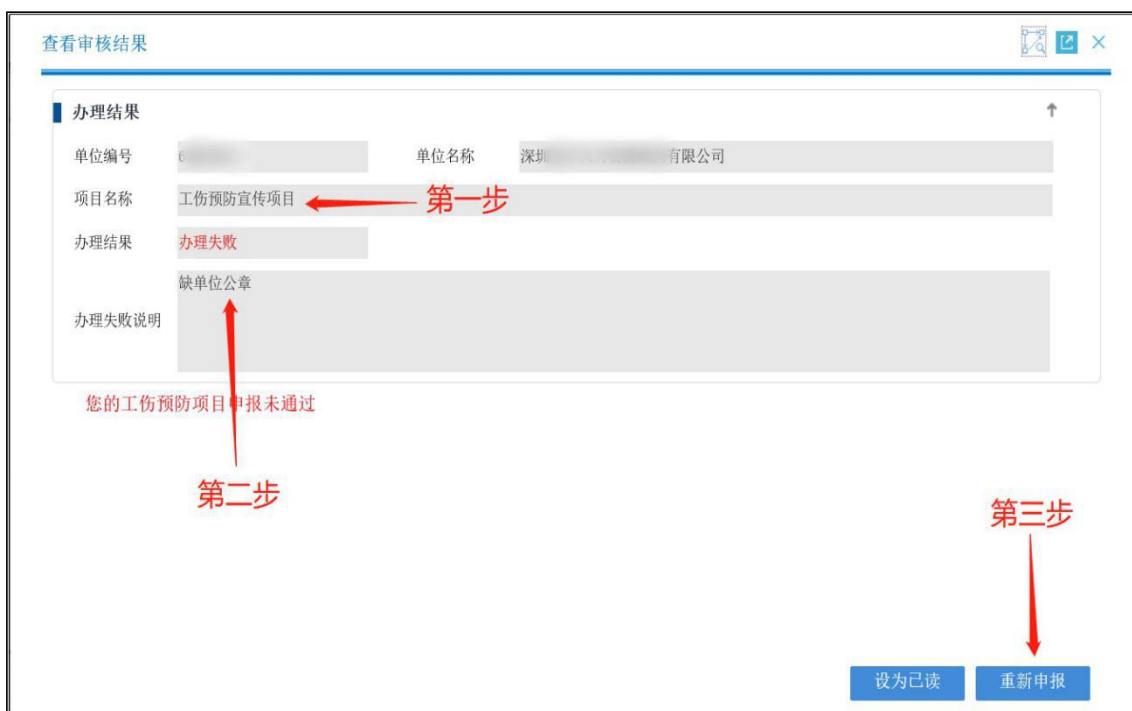 查看审核结果
办理结果
单位编号 6 单位名称 深圳 有限公司
项目名称 工伤预防宣传项目 第一步
办理结果 办理失败
缺单位公章
办理失败说明
您的工伤预防项目申报未通过
第二步
第三步
设为已读 重新申报